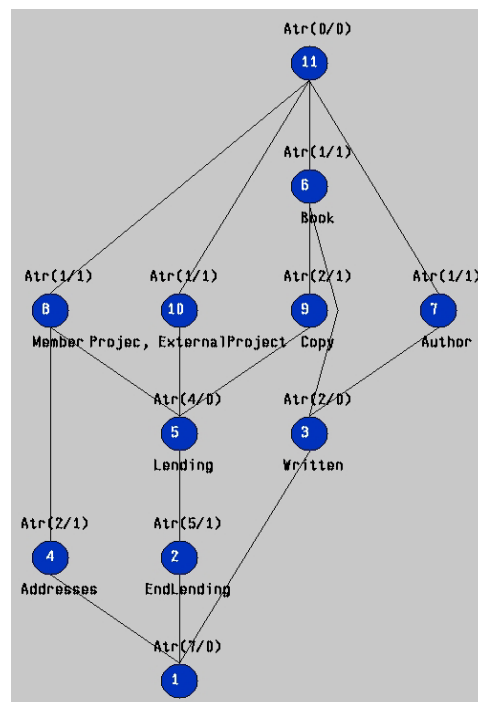 Atr(0/0)
11
Atr(1/1)
6
Book
Atr(1/1) Atr(1/1) Atr(2/1) Atr(1/1)
8 10 9 7
Member Projec, ExternalProject Copy Author
Atr(4/0) Atr(2/0)
5 3
Lending Written
Atr(2/1) Atr(5/1)
4 2
Addresses EndLending
Atr(7/0)
1